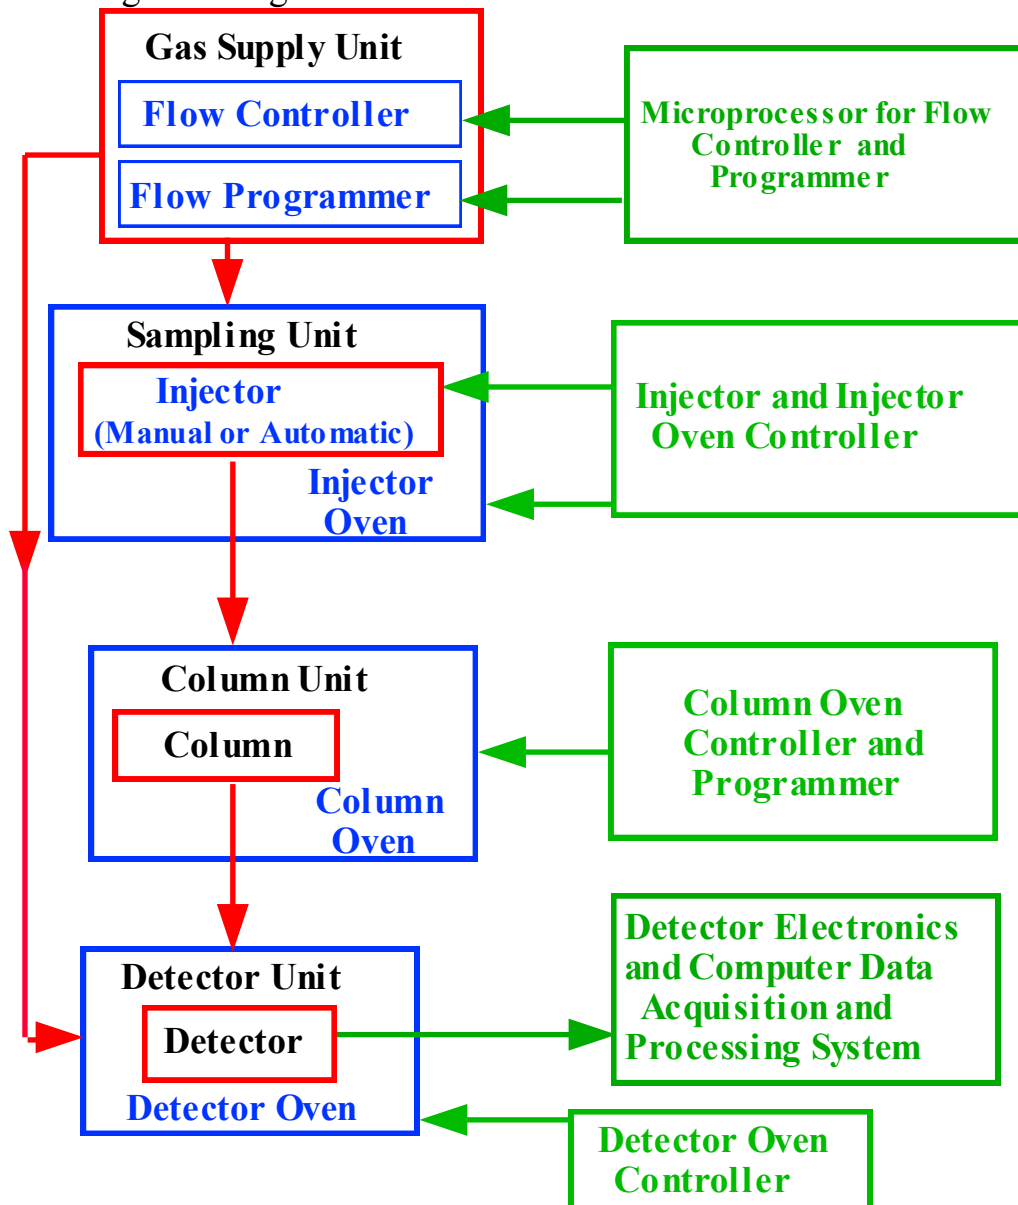 Gas Supply Unit
Flow Controller
Flow Programmer
Microprocessor for Flow
Controller and
Programmer
Sampling Unit
Injector
(Manual or Automatic)
Injector
Oven
Injector and Injector
Oven Controller
Column Unit
Column
Column
Oven
Column Oven
Controller and
Programmer
Detector Unit
Detector
Detector Oven
Detector Electronics
and Computer Data
Acquisition and
Processing System
Detector Oven
Controller